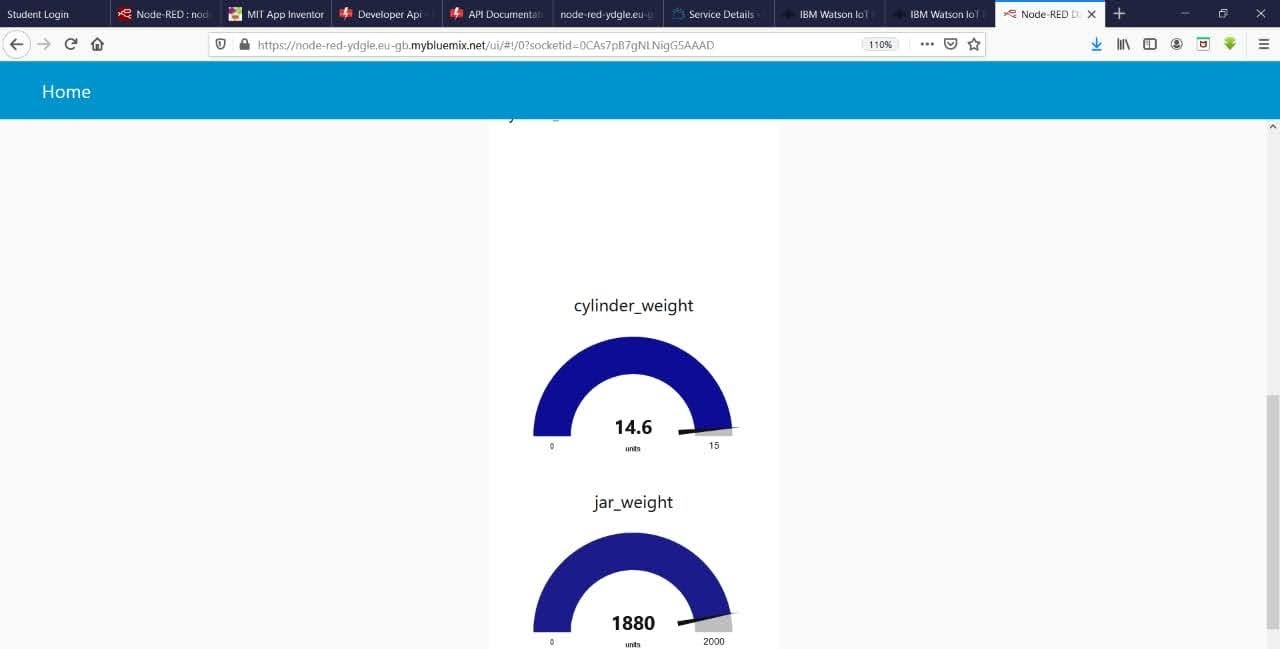 Student Login
Node-RED : node
MIT App Inventor
Developer Api
API Documentat
node-red-ydgle.eu-g
Service Details
IBM Watson IoT
IBM Watson IoT
Node-RED D
https://node-red-ydgle.eu-gb.mybluemix.net/ui/#!/0?socketid=0CAs7pB7gNLNigG5AAAD
110%
Home
cylinder_weight
14.6
units
0
15
jar_weight
1880
units
0
2000